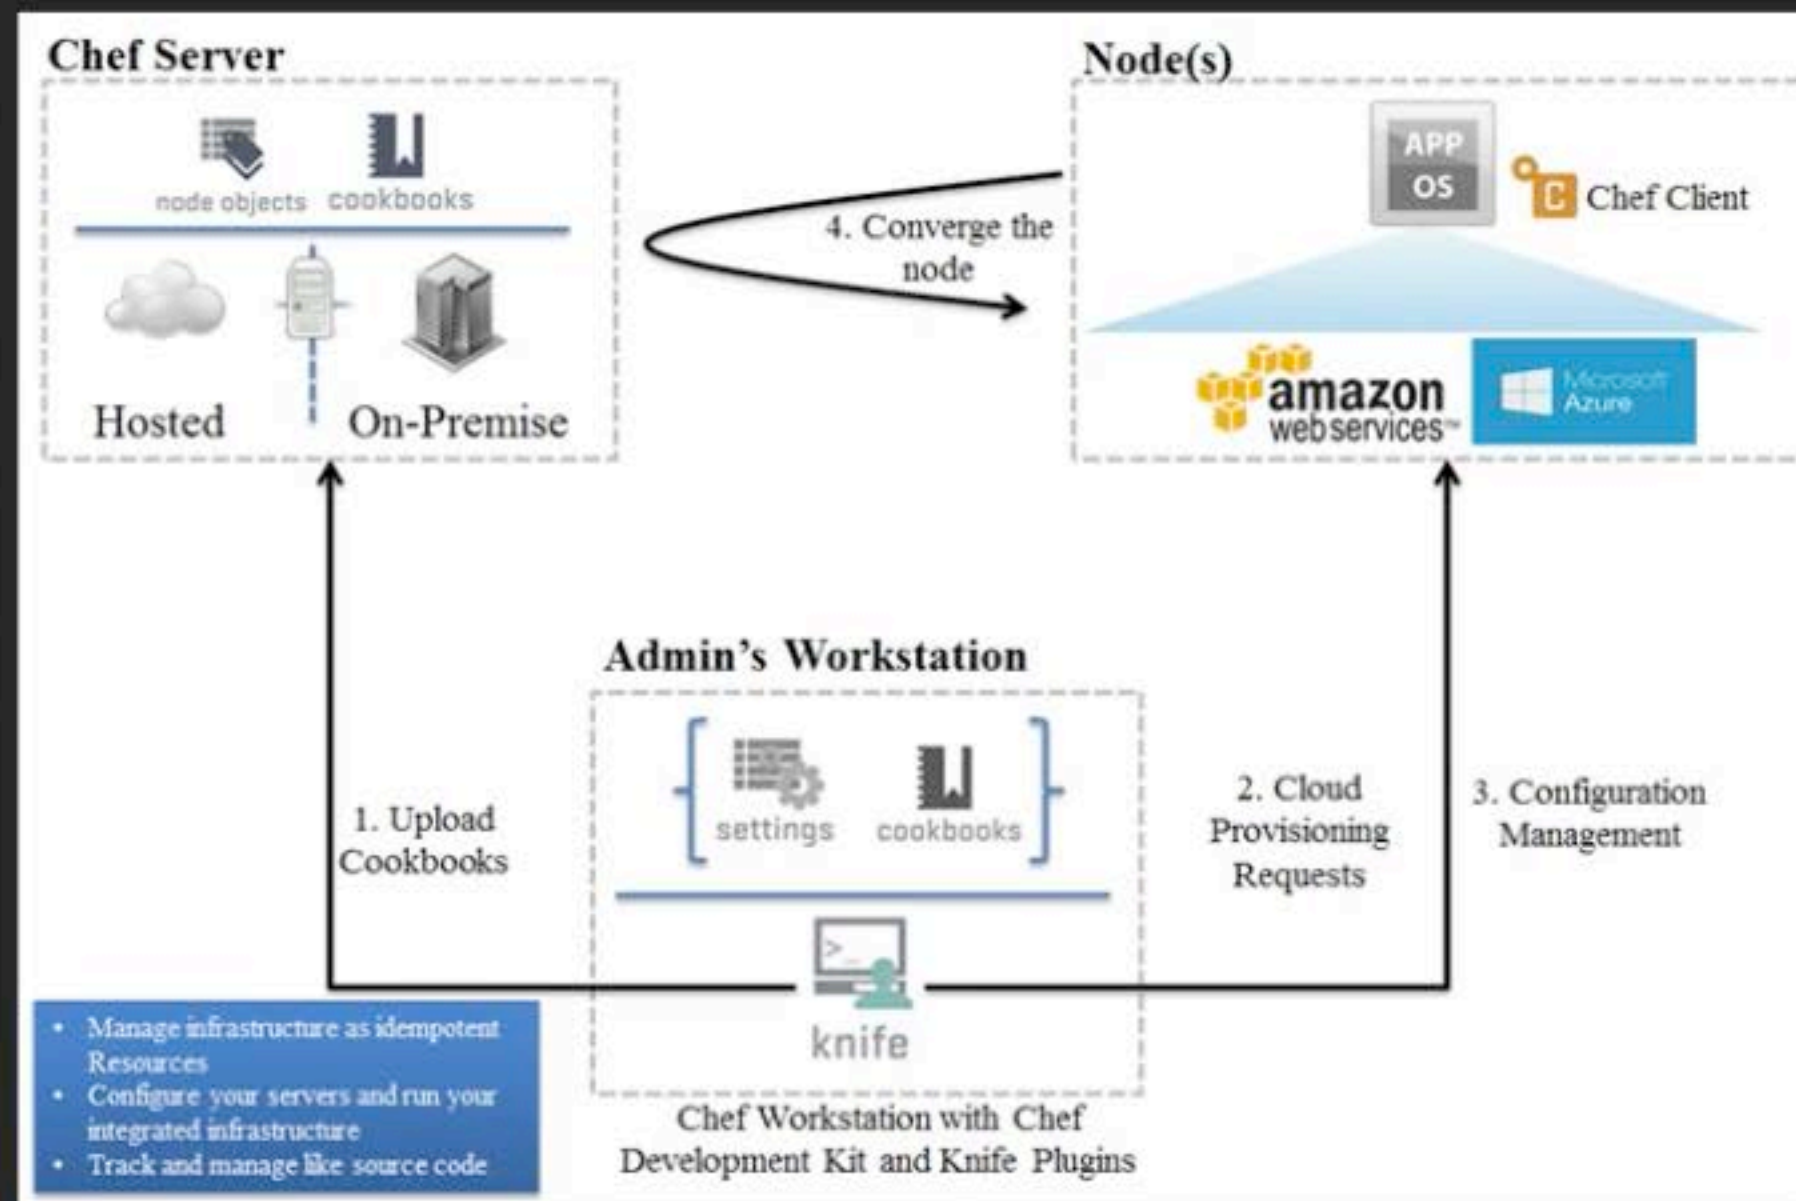 Chef Server
node objects cookbooks
Hosted
On-Premise
Node(s)
APP
OS
C Chef Client
amazon
web services™
Microsoft
Azure
4. Converge the
node
1. Upload
Cookbooks
Admin's Workstation
settings cookbooks
>_
knife
Chef Workstation with Chef
Development Kit and Knife Plugins
2. Cloud
Provisioning
Requests
3. Configuration
Management
• Manage infrastructure as idempotent
Resources
• Configure your servers and run your
integrated infrastructure
• Track and manage like source code